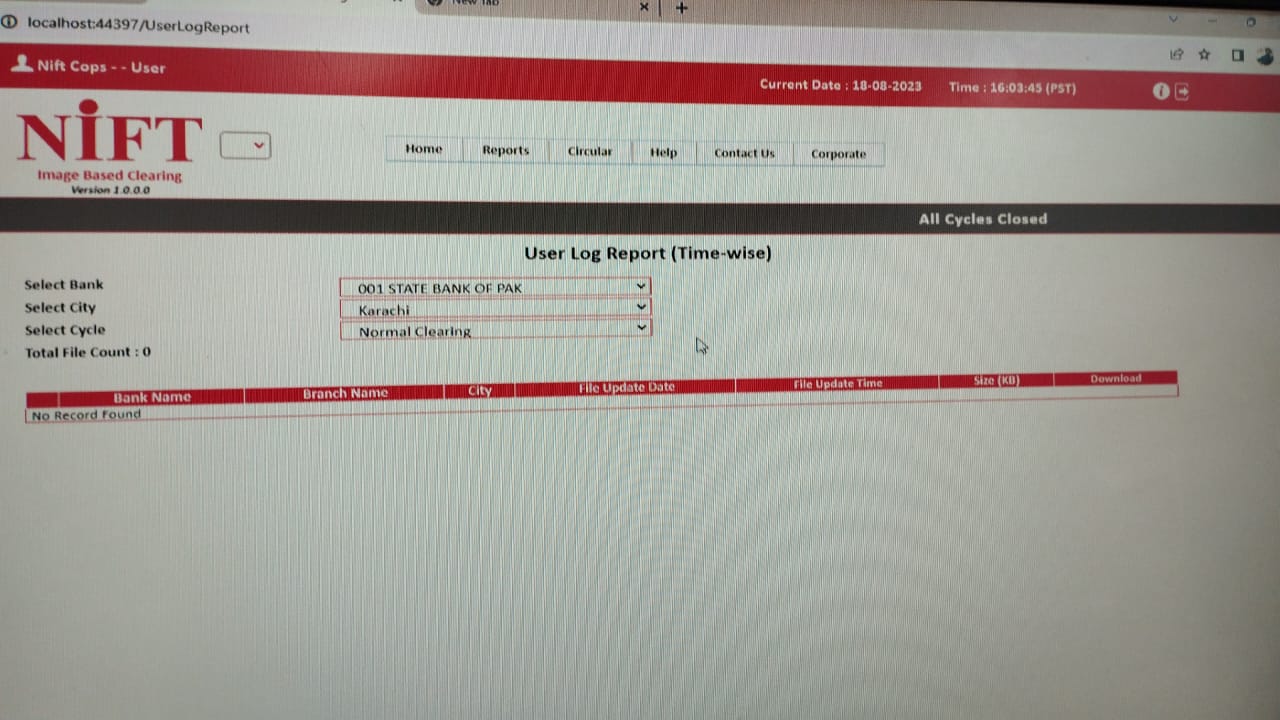 New Tab
localhost:44397/UserLogReport
Nift Cops - - User
Current Date : 18-08-2023 Time : 16:03:45 (PST)
NIFT
Image Based Clearing
Version 1.0.0.0
Home Reports Circular Help Contact Us Corporate
All Cycles Closed
User Log Report (Time-wise)
Select Bank 001 STATE BANK OF PAK
Select City Karachi
Select Cycle Normal Clearing
Total File Count : 0
Bank Name Branch Name City File Update Date File Update Time Size (KB) Download
No Record Found